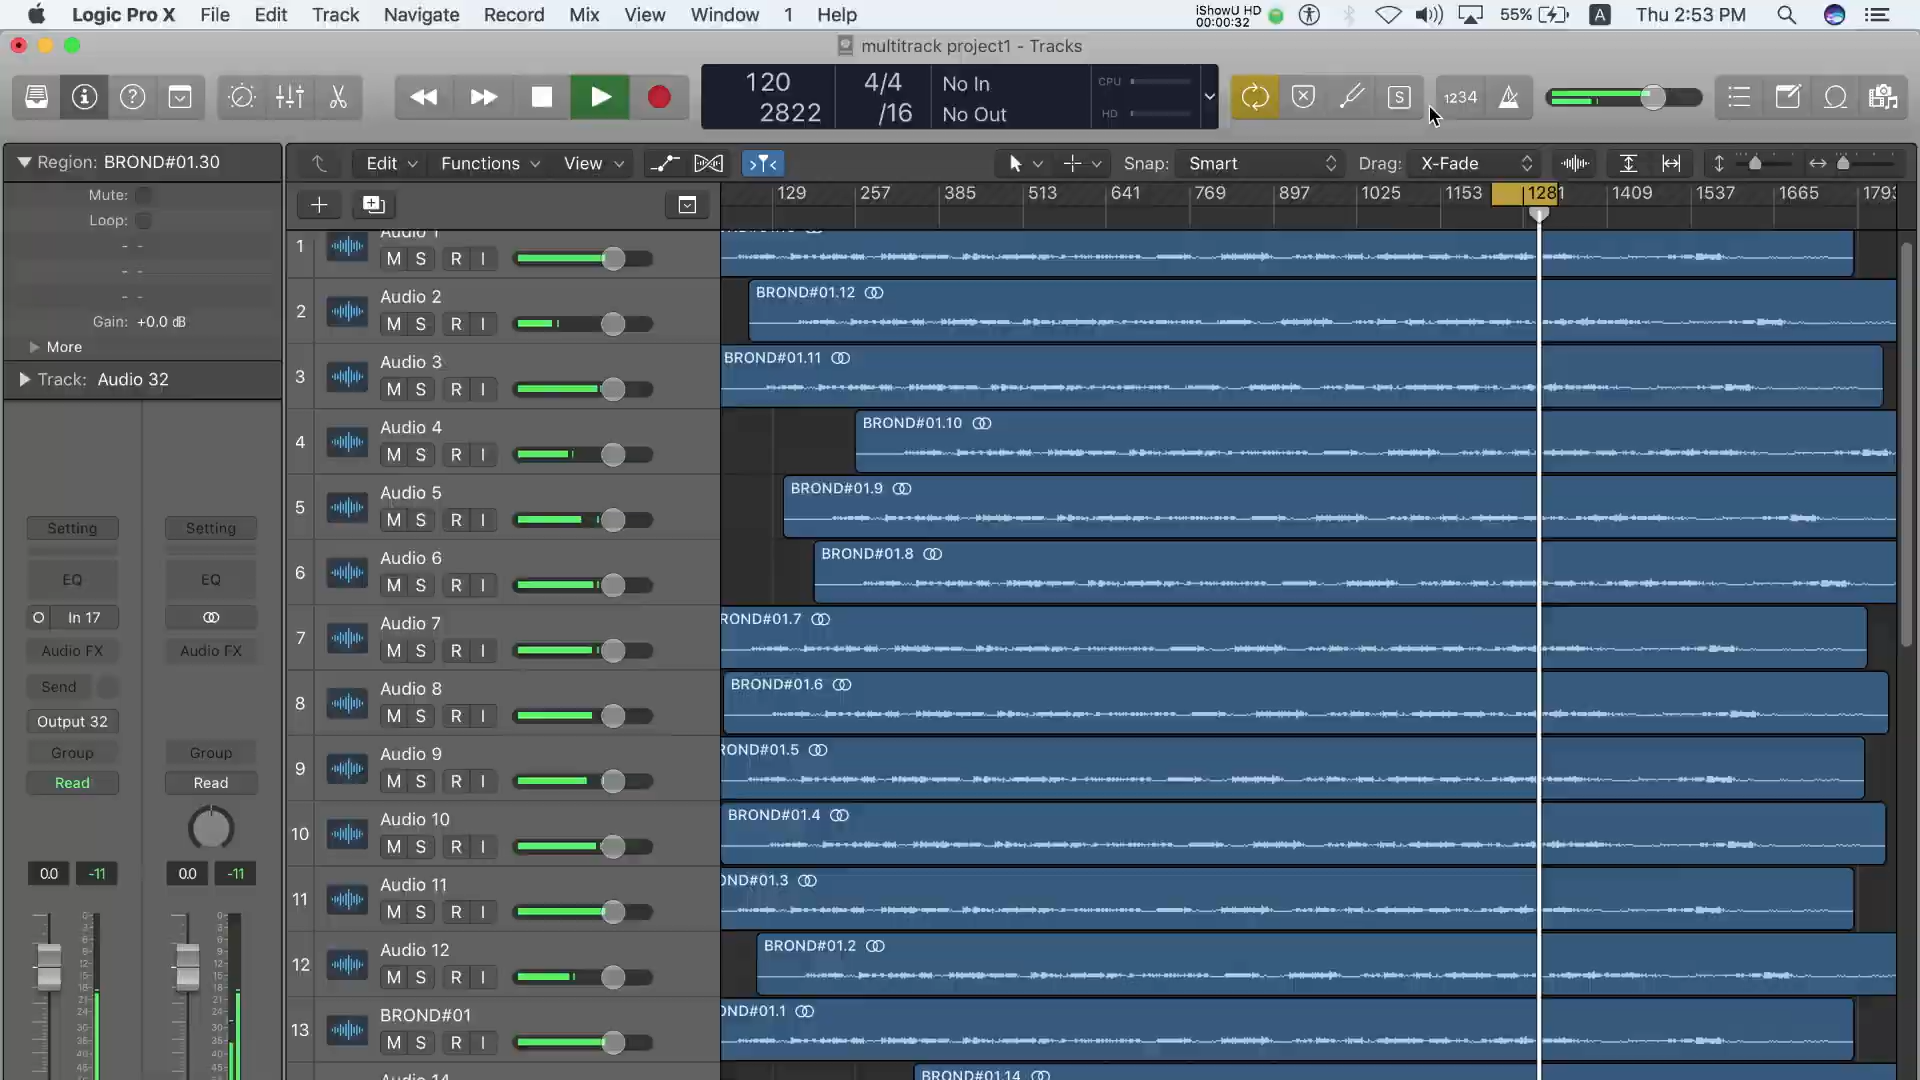 Logic Pro X File Edit Track Navigate Record Mix View Window 1 Help
iShowU HD
00:00:32
55% A Thu 2:53 PM
multitrack project1 - Tracks
120 4/4 No In CPU
2822 /16 No Out HD
S 1234
Region: BROND#01.30
Mute:
Loop:
- -
- -
- -
Gain: +0.0 dB
More
Track: Audio 32
Edit Functions View Snap: Smart Drag: X-Fade
129 257 385 513 641 769 897 1025 1153 1281 1409 1537 1665 1793
1 Audio 1
M S R I
2 Audio 2 BROND#01.12
M S R I
3 Audio 3 BROND#01.11
M S R I
4 Audio 4 BROND#01.10
M S R I
5 Audio 5 BROND#01.9
M S R I
6 Audio 6 BROND#01.8
M S R I
7 Audio 7 ROND#01.7
M S R I
8 Audio 8 BROND#01.6
M S R I
9 Audio 9 ROND#01.5
M S R I
10 Audio 10 BROND#01.4
M S R I
11 Audio 11 OND#01.3
M S R I
12 Audio 12 BROND#01.2
M S R I
13 BROND#01 OND#01.1
M S R I
Audio 14 BROND#01.14
Setting Setting
EQ EQ
In 17
Audio FX Audio FX
Send
Output 32
Group Group
Read Read
0.0 -11 0.0 -11